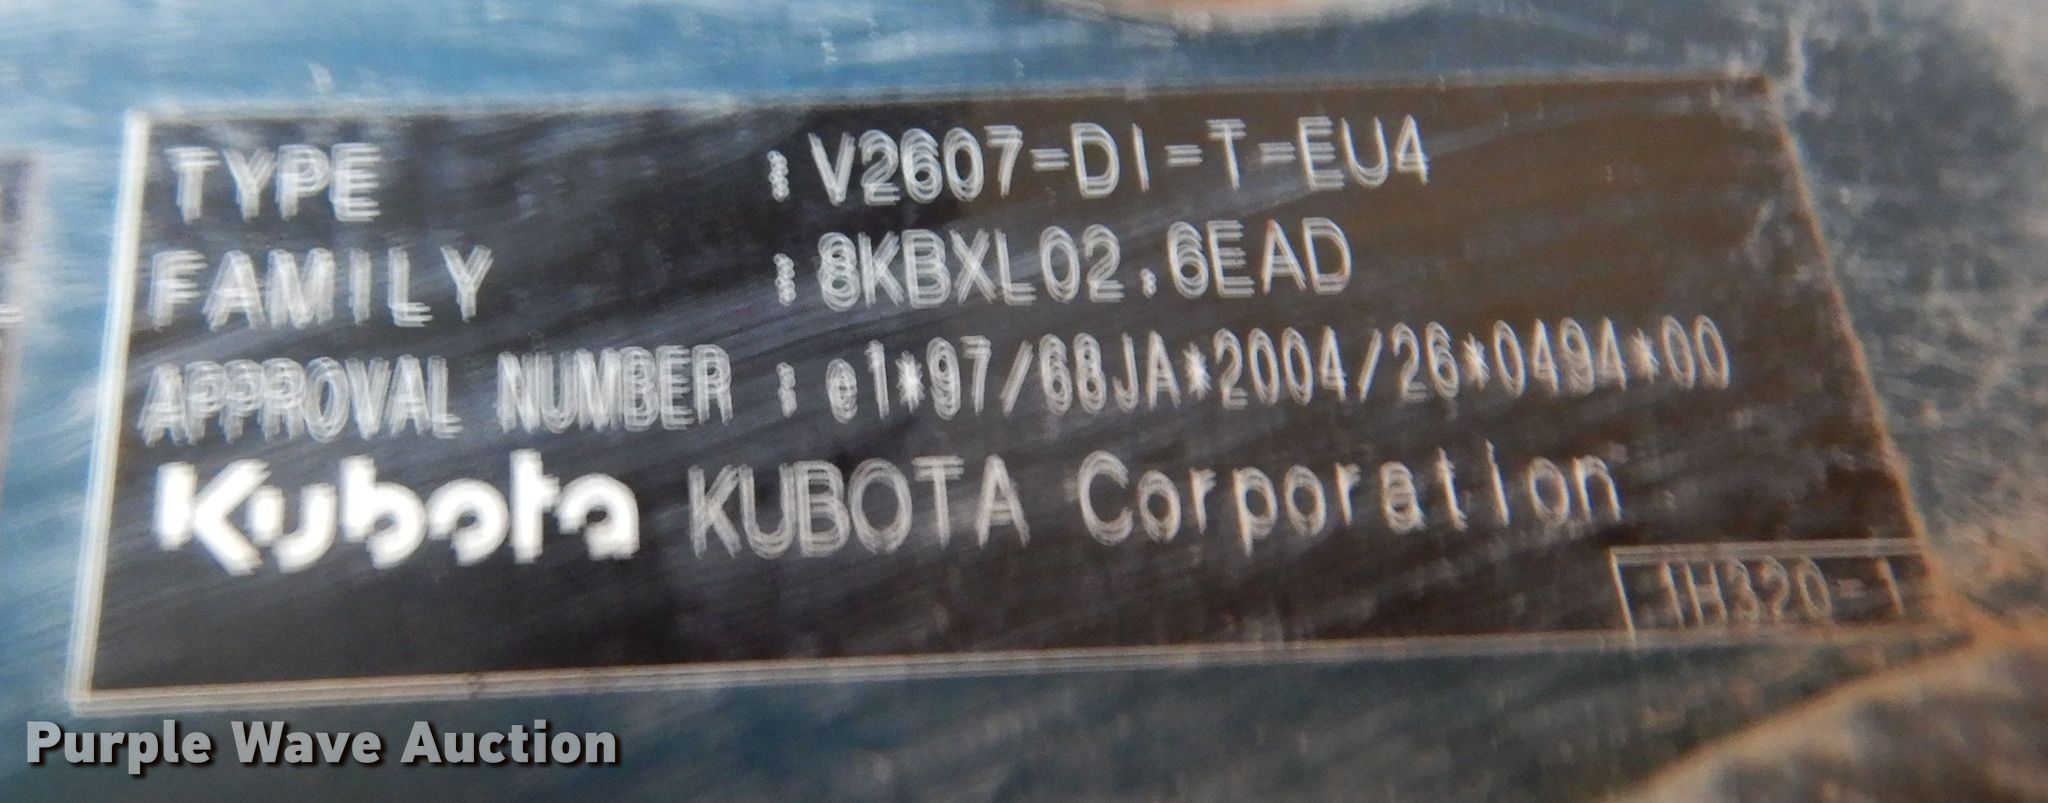 TYPE : V2607-DI-T-EU4
FAMILY : 8KBXL02.6EAD
APPROVAL NUMBER : e1*97/68JA*2004/26*0494*00
Kubota KUBOTA Corporation
1H320-1
Purple Wave Auction